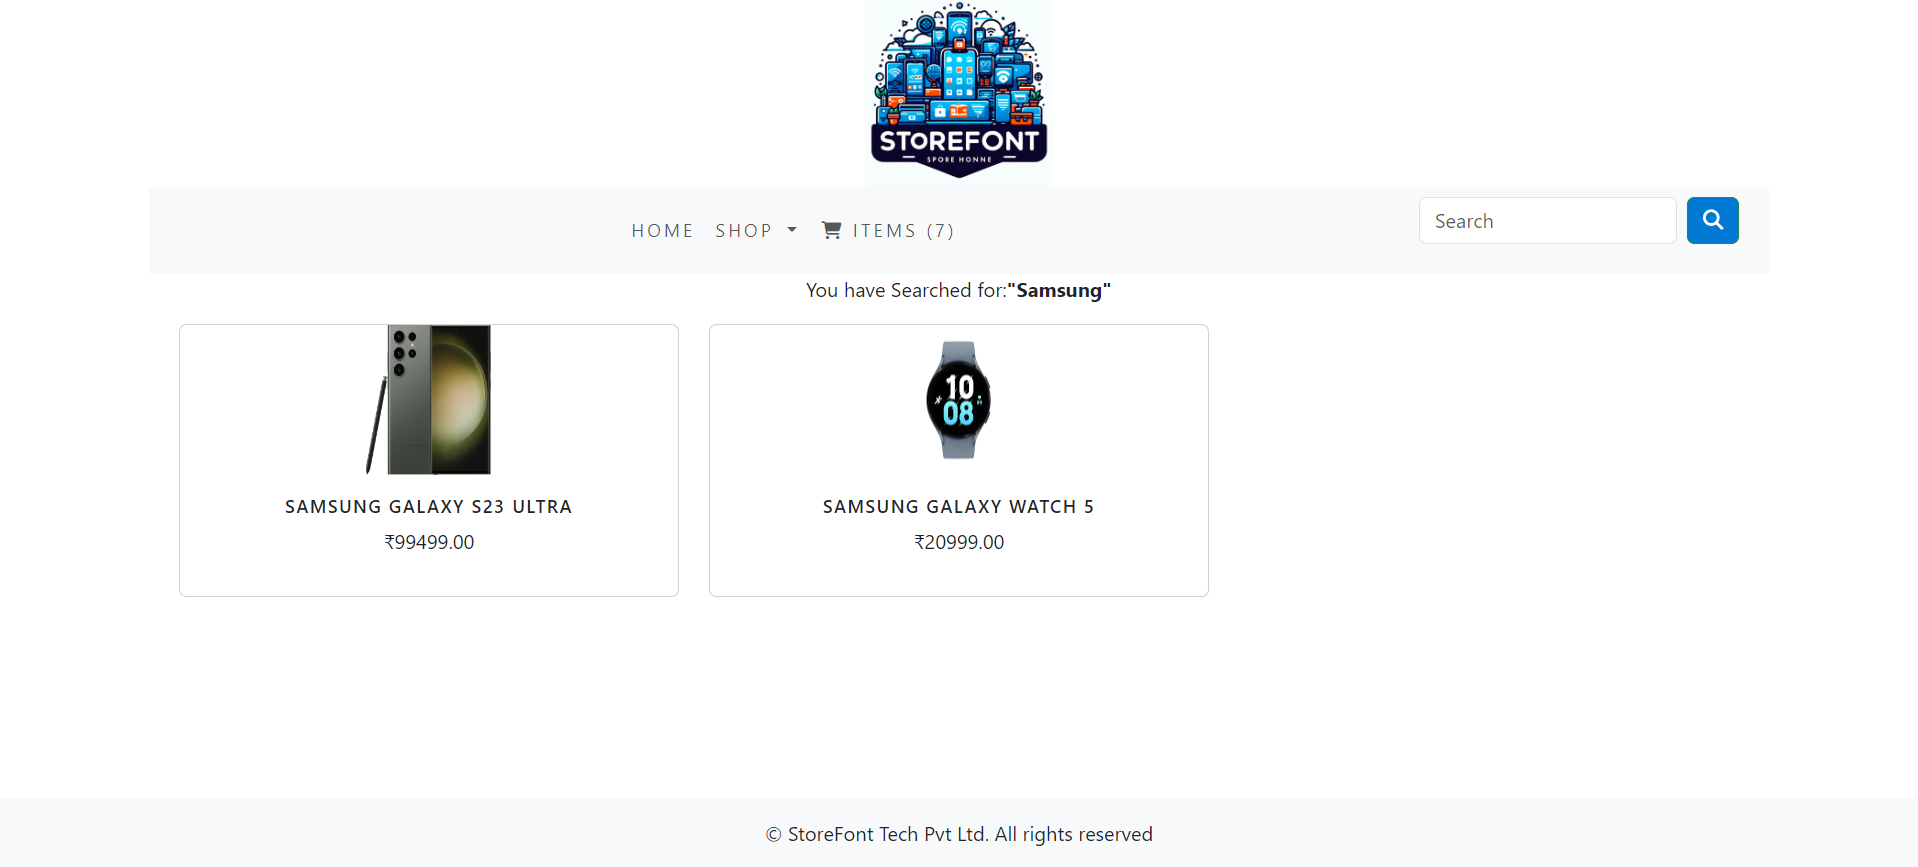 STOREFONT
SPORE HONNE
HOME SHOP ITEMS (7) Search
You have Searched for:"Samsung"
10
08
SAMSUNG GALAXY S23 ULTRA
₹99499.00
SAMSUNG GALAXY WATCH 5
₹20999.00
© StoreFont Tech Pvt Ltd. All rights reserved